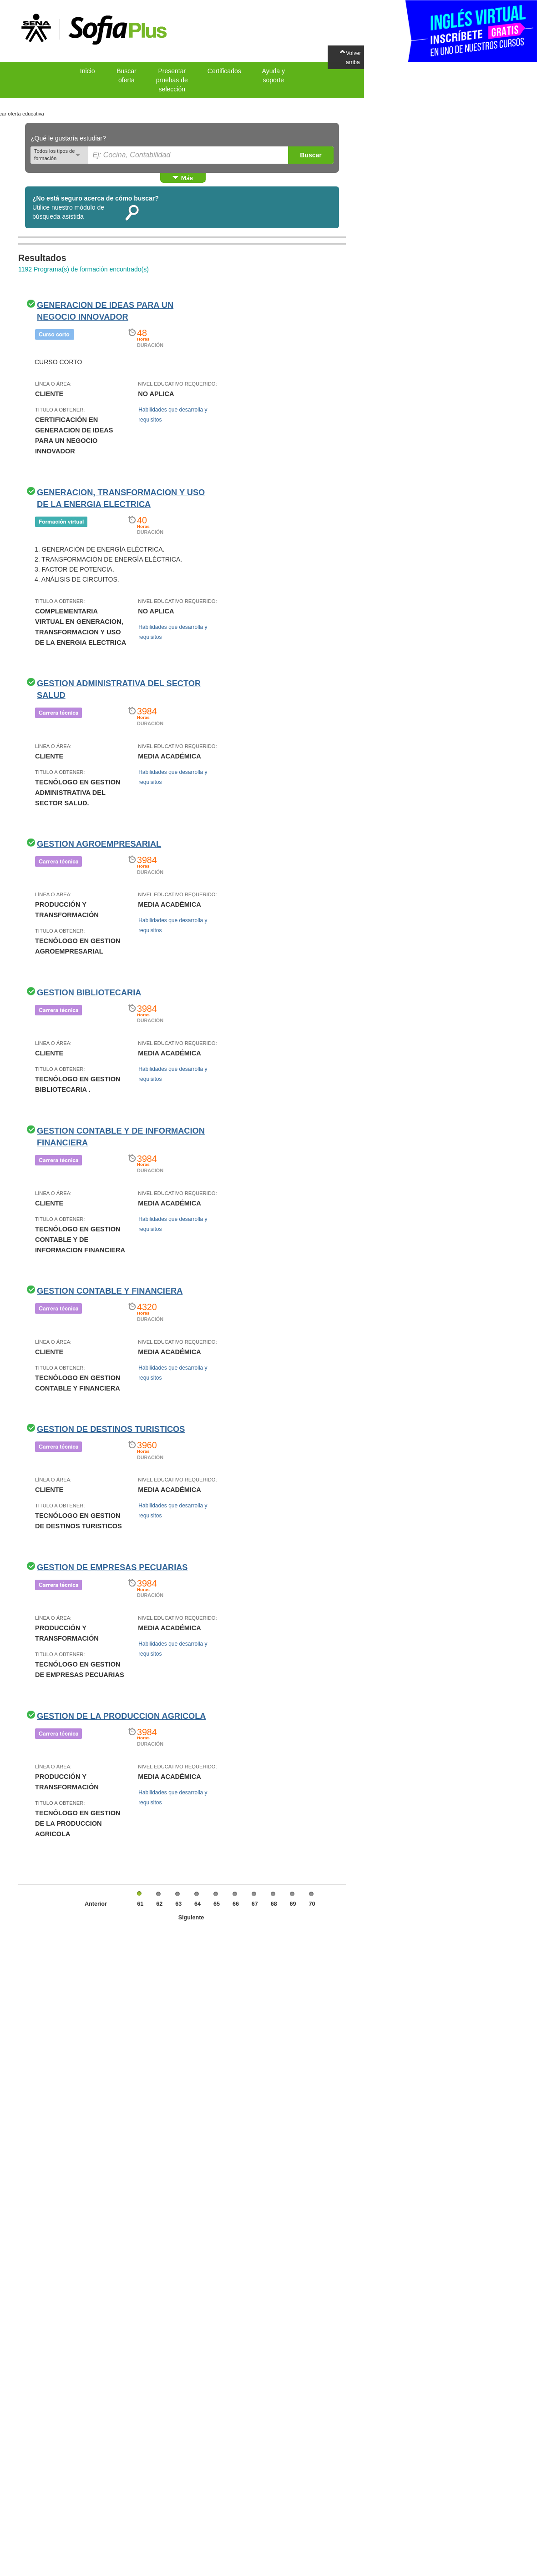 SENA
SofiaPlus
INGLÉS VIRTUAL
INSCRÍBETE GRATIS
EN UNO DE NUESTROS CURSOS
Volver
arriba
Inicio
Buscar
oferta
Presentar
pruebas de
selección
Certificados
Ayuda y
soporte
car oferta educativa
¿Qué le gustaría estudiar?
Todos los tipos de
formación
Ej: Cocina, Contabilidad
Buscar
Más
¿No está seguro acerca de cómo buscar?
Utilice nuestro módulo de
búsqueda asistida
Resultados
1192 Programa(s) de formación encontrado(s)
GENERACION DE IDEAS PARA UN
NEGOCIO INNOVADOR
Curso corto
48
Horas
DURACIÓN
CURSO CORTO
LÍNEA O ÁREA:
CLIENTE
NIVEL EDUCATIVO REQUERIDO:
NO APLICA
TITULO A OBTENER:
CERTIFICACIÓN EN
GENERACION DE IDEAS
PARA UN NEGOCIO
INNOVADOR
Habilidades que desarrolla y
requisitos
GENERACION, TRANSFORMACION Y USO
DE LA ENERGIA ELECTRICA
Formación virtual
40
Horas
DURACIÓN
1. GENERACIÓN DE ENERGÍA ELÉCTRICA.
2. TRANSFORMACIÓN DE ENERGÍA ELÉCTRICA.
3. FACTOR DE POTENCIA.
4. ANÁLISIS DE CIRCUITOS.
TITULO A OBTENER:
COMPLEMENTARIA
VIRTUAL EN GENERACION,
TRANSFORMACION Y USO
DE LA ENERGIA ELECTRICA
NIVEL EDUCATIVO REQUERIDO:
NO APLICA
Habilidades que desarrolla y
requisitos
GESTION ADMINISTRATIVA DEL SECTOR
SALUD
Carrera técnica
3984
Horas
DURACIÓN
LÍNEA O ÁREA:
CLIENTE
NIVEL EDUCATIVO REQUERIDO:
MEDIA ACADÉMICA
TITULO A OBTENER:
TECNÓLOGO EN GESTION
ADMINISTRATIVA DEL
SECTOR SALUD.
Habilidades que desarrolla y
requisitos
GESTION AGROEMPRESARIAL
Carrera técnica
3984
Horas
DURACIÓN
LÍNEA O ÁREA:
PRODUCCIÓN Y
TRANSFORMACIÓN
NIVEL EDUCATIVO REQUERIDO:
MEDIA ACADÉMICA
TITULO A OBTENER:
TECNÓLOGO EN GESTION
AGROEMPRESARIAL
Habilidades que desarrolla y
requisitos
GESTION BIBLIOTECARIA
Carrera técnica
3984
Horas
DURACIÓN
LÍNEA O ÁREA:
CLIENTE
NIVEL EDUCATIVO REQUERIDO:
MEDIA ACADÉMICA
TITULO A OBTENER:
TECNÓLOGO EN GESTION
BIBLIOTECARIA .
Habilidades que desarrolla y
requisitos
GESTION CONTABLE Y DE INFORMACION
FINANCIERA
Carrera técnica
3984
Horas
DURACIÓN
LÍNEA O ÁREA:
CLIENTE
NIVEL EDUCATIVO REQUERIDO:
MEDIA ACADÉMICA
TITULO A OBTENER:
TECNÓLOGO EN GESTION
CONTABLE Y DE
INFORMACION FINANCIERA
Habilidades que desarrolla y
requisitos
GESTION CONTABLE Y FINANCIERA
Carrera técnica
4320
Horas
DURACIÓN
LÍNEA O ÁREA:
CLIENTE
NIVEL EDUCATIVO REQUERIDO:
MEDIA ACADÉMICA
TITULO A OBTENER:
TECNÓLOGO EN GESTION
CONTABLE Y FINANCIERA
Habilidades que desarrolla y
requisitos
GESTION DE DESTINOS TURISTICOS
Carrera técnica
3960
Horas
DURACIÓN
LÍNEA O ÁREA:
CLIENTE
NIVEL EDUCATIVO REQUERIDO:
MEDIA ACADÉMICA
TITULO A OBTENER:
TECNÓLOGO EN GESTION
DE DESTINOS TURISTICOS
Habilidades que desarrolla y
requisitos
GESTION DE EMPRESAS PECUARIAS
Carrera técnica
3984
Horas
DURACIÓN
LÍNEA O ÁREA:
PRODUCCIÓN Y
TRANSFORMACIÓN
NIVEL EDUCATIVO REQUERIDO:
MEDIA ACADÉMICA
TITULO A OBTENER:
TECNÓLOGO EN GESTION
DE EMPRESAS PECUARIAS
Habilidades que desarrolla y
requisitos
GESTION DE LA PRODUCCION AGRICOLA
Carrera técnica
3984
Horas
DURACIÓN
LÍNEA O ÁREA:
PRODUCCIÓN Y
TRANSFORMACIÓN
NIVEL EDUCATIVO REQUERIDO:
MEDIA ACADÉMICA
TITULO A OBTENER:
TECNÓLOGO EN GESTION
DE LA PRODUCCION
AGRICOLA
Habilidades que desarrolla y
requisitos
Anterior 61 62 63 64 65 66 67 68 69 70
Siguiente